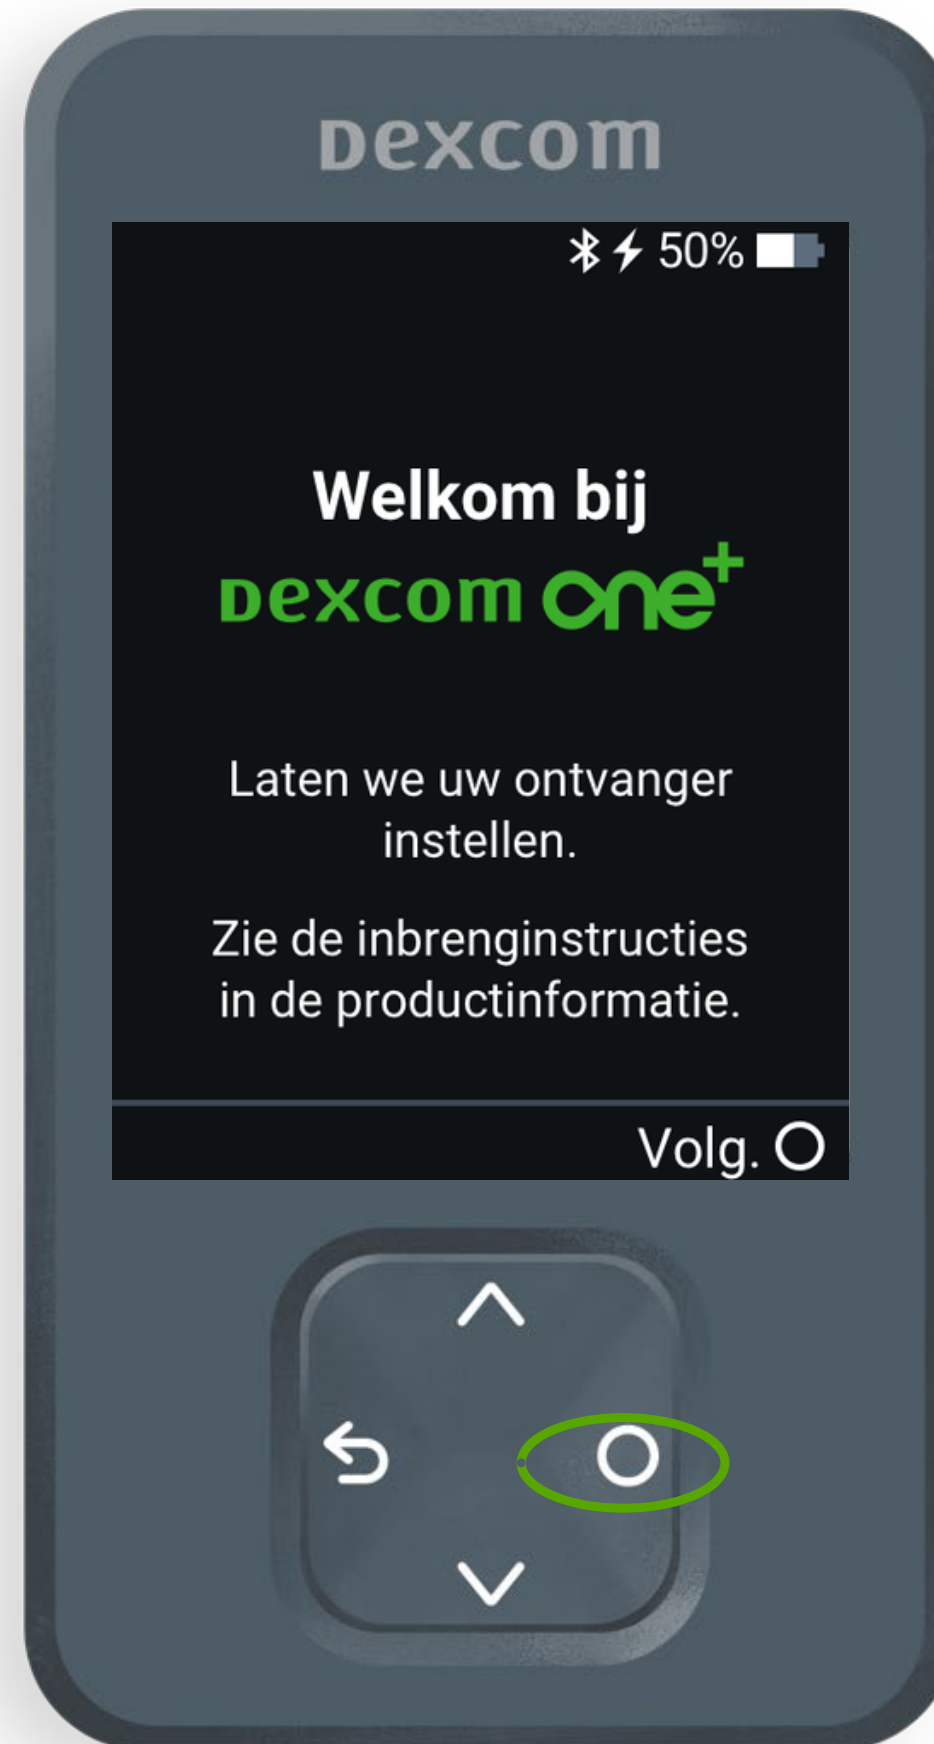 Dexcom
50%
Welkom bij
Dexcom one+
Laten we uw ontvanger
instellen.
Zie de inbrenginstructies
in de productinformatie.
Volg.